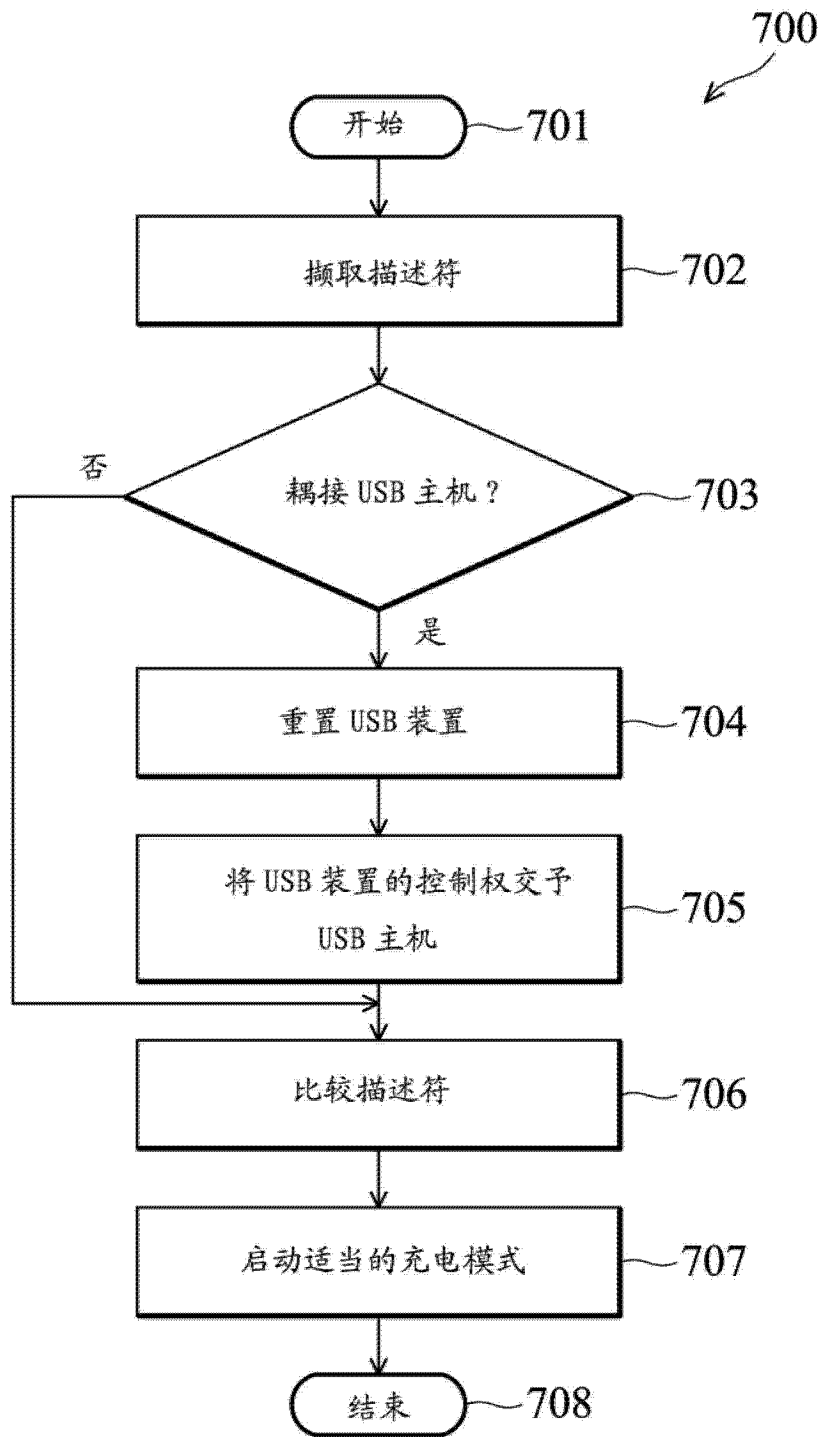 700
开始
701
撷取描述符
702
否
耦接 USB 主机?
703
是
重置 USB 装置
704
将 USB 装置的控制权交予
USB 主机
705
比较描述符
706
启动适当的充电模式
707
结束
708